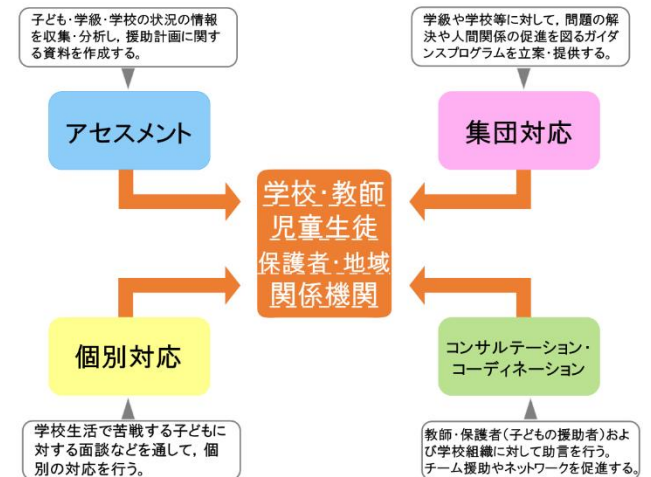 子ども・学級・学校の状況の情報
を収集・分析し，援助計画に関す
る資料を作成する。
学級や学校等に対して，問題の解
決や人間関係の促進を図るガイダ
ンスプログラムを立案・提供する。
アセスメント
集団対応
学校・教師
児童生徒
保護者・地域
関係機関
個別対応
コンサルテーション・
コーディネーション
学校生活で苦戦する子どもに
対する面談などを通して，個
別の対応を行う。
教師・保護者(子どもの援助者)およ
び学校組織に対して助言を行う。
チーム援助やネットワークを促進する。